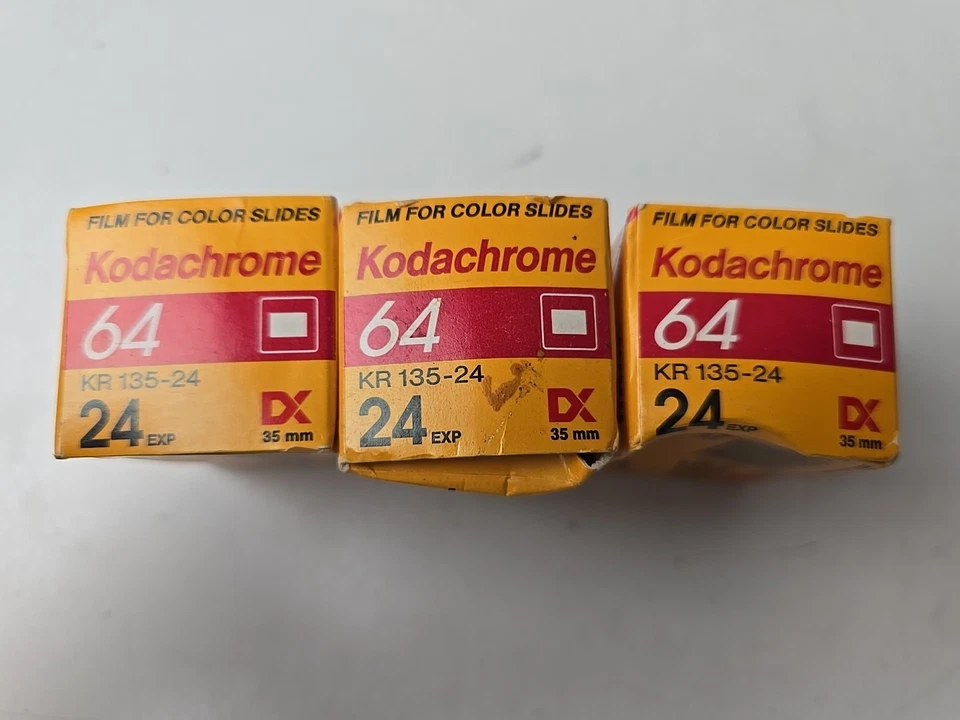 FILM FOR COLOR SLIDES
Kodachrome
64
KR 135-24
24 EXP
DX
35 mm
FILM FOR COLOR SLIDES
Kodachrome
64
KR 135-24
24 EXP
DX
35 mm
FILM FOR COLOR SLIDES
Kodachrome
64
KR 135-24
24 EXP
DX
35 mm